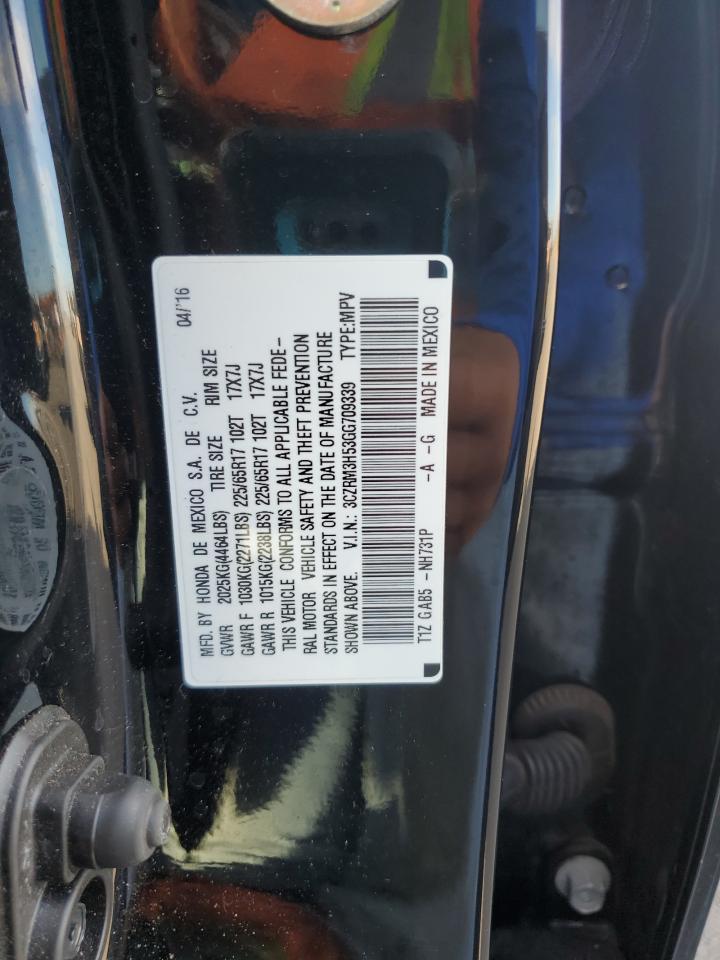 04/'16
MFD. BY HONDA DE MEXICO S.A. DE C.V.
GVWR 2025KG(4464LBS) TIRE SIZE RIM SIZE
GAWR F 1030KG(2271LBS) 225/65R17 102T 17X7J
GAWR R 1015KG(2238LBS) 225/65R17 102T 17X7J
THIS VEHICLE CONFORMS TO ALL APPLICABLE FEDE-
RAL MOTOR VEHICLE SAFETY AND THEFT PREVENTION
STANDARDS IN EFFECT ON THE DATE OF MANUFACTURE
SHOWN ABOVE. V.I.N.: 3CZRM3H53GG709339 TYPE:MPV
T1Z GAB5 -NH731P -A -G MADE IN MEXICO